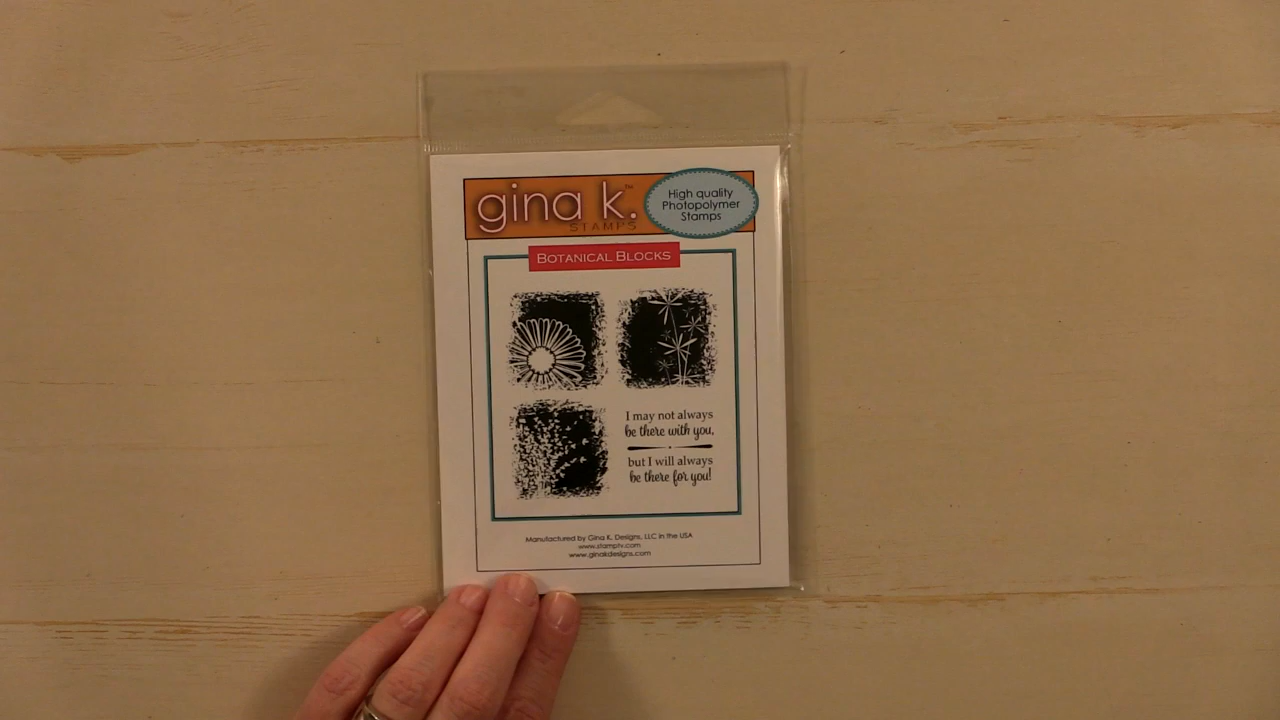 gina k.™
STAMPS
High quality
Photopolymer
Stamps
BOTANICAL BLOCKS
I may not always
be there with you,
but I will always
be there for you!
Manufactured by Gina K. Designs, LLC in the USA
www.stamptv.com
www.ginakdesigns.com